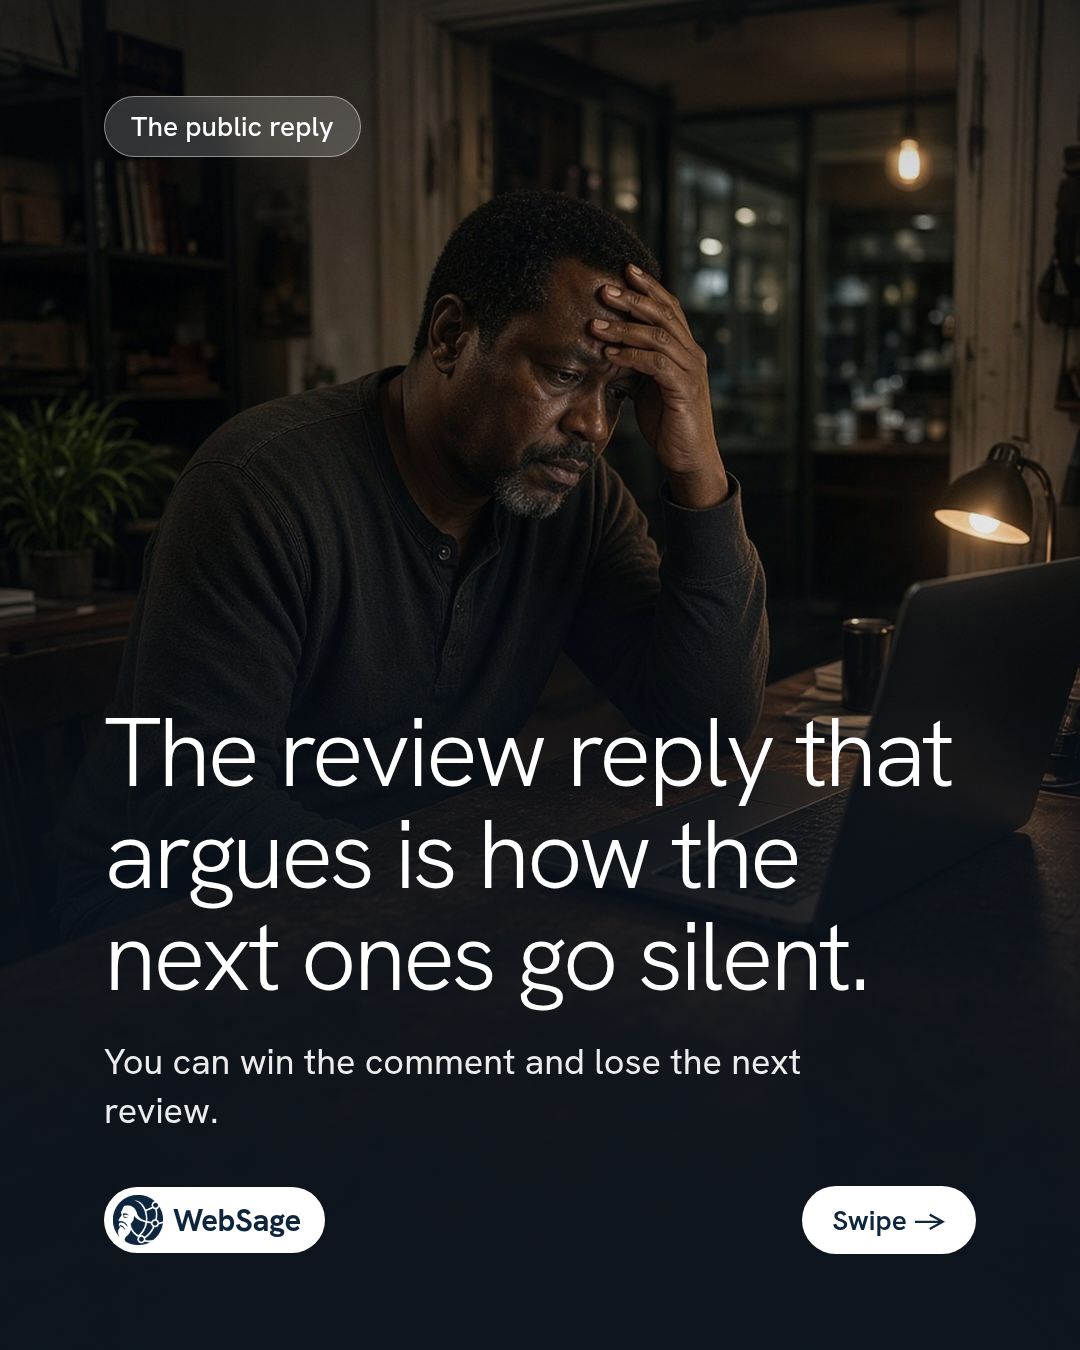 The public reply
The review reply that
argues is how the
next ones go silent.
You can win the comment and lose the next
review.
WebSage
Swipe →